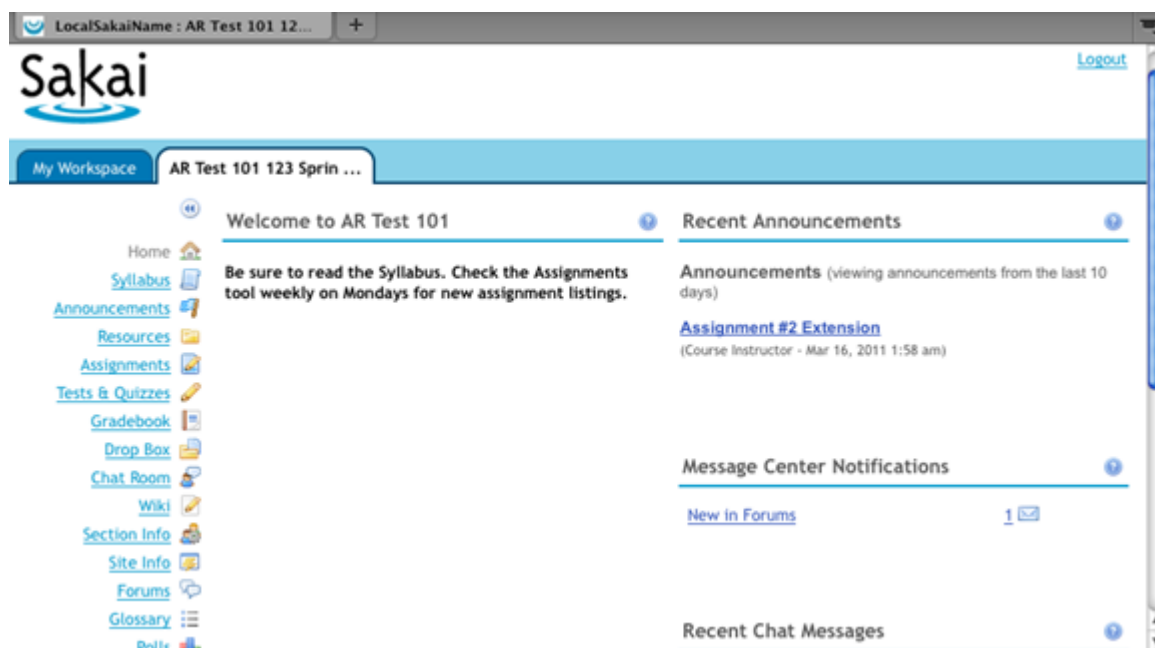 LocalSakaiName : AR Test 101 12...
+
Sakai
Logout
My Workspace
AR Test 101 123 Sprin ...
Home
Syllabus
Announcements
Resources
Assignments
Tests & Quizzes
Gradebook
Drop Box
Chat Room
Wiki
Section Info
Site Info
Forums
Glossary
Polls
Welcome to AR Test 101
Be sure to read the Syllabus. Check the Assignments
tool weekly on Mondays for new assignment listings.
Recent Announcements
Announcements (viewing announcements from the last 10
days)
Assignment #2 Extension
(Course Instructor - Mar 16, 2011 1:58 am)
Message Center Notifications
New in Forums 1
Recent Chat Messages